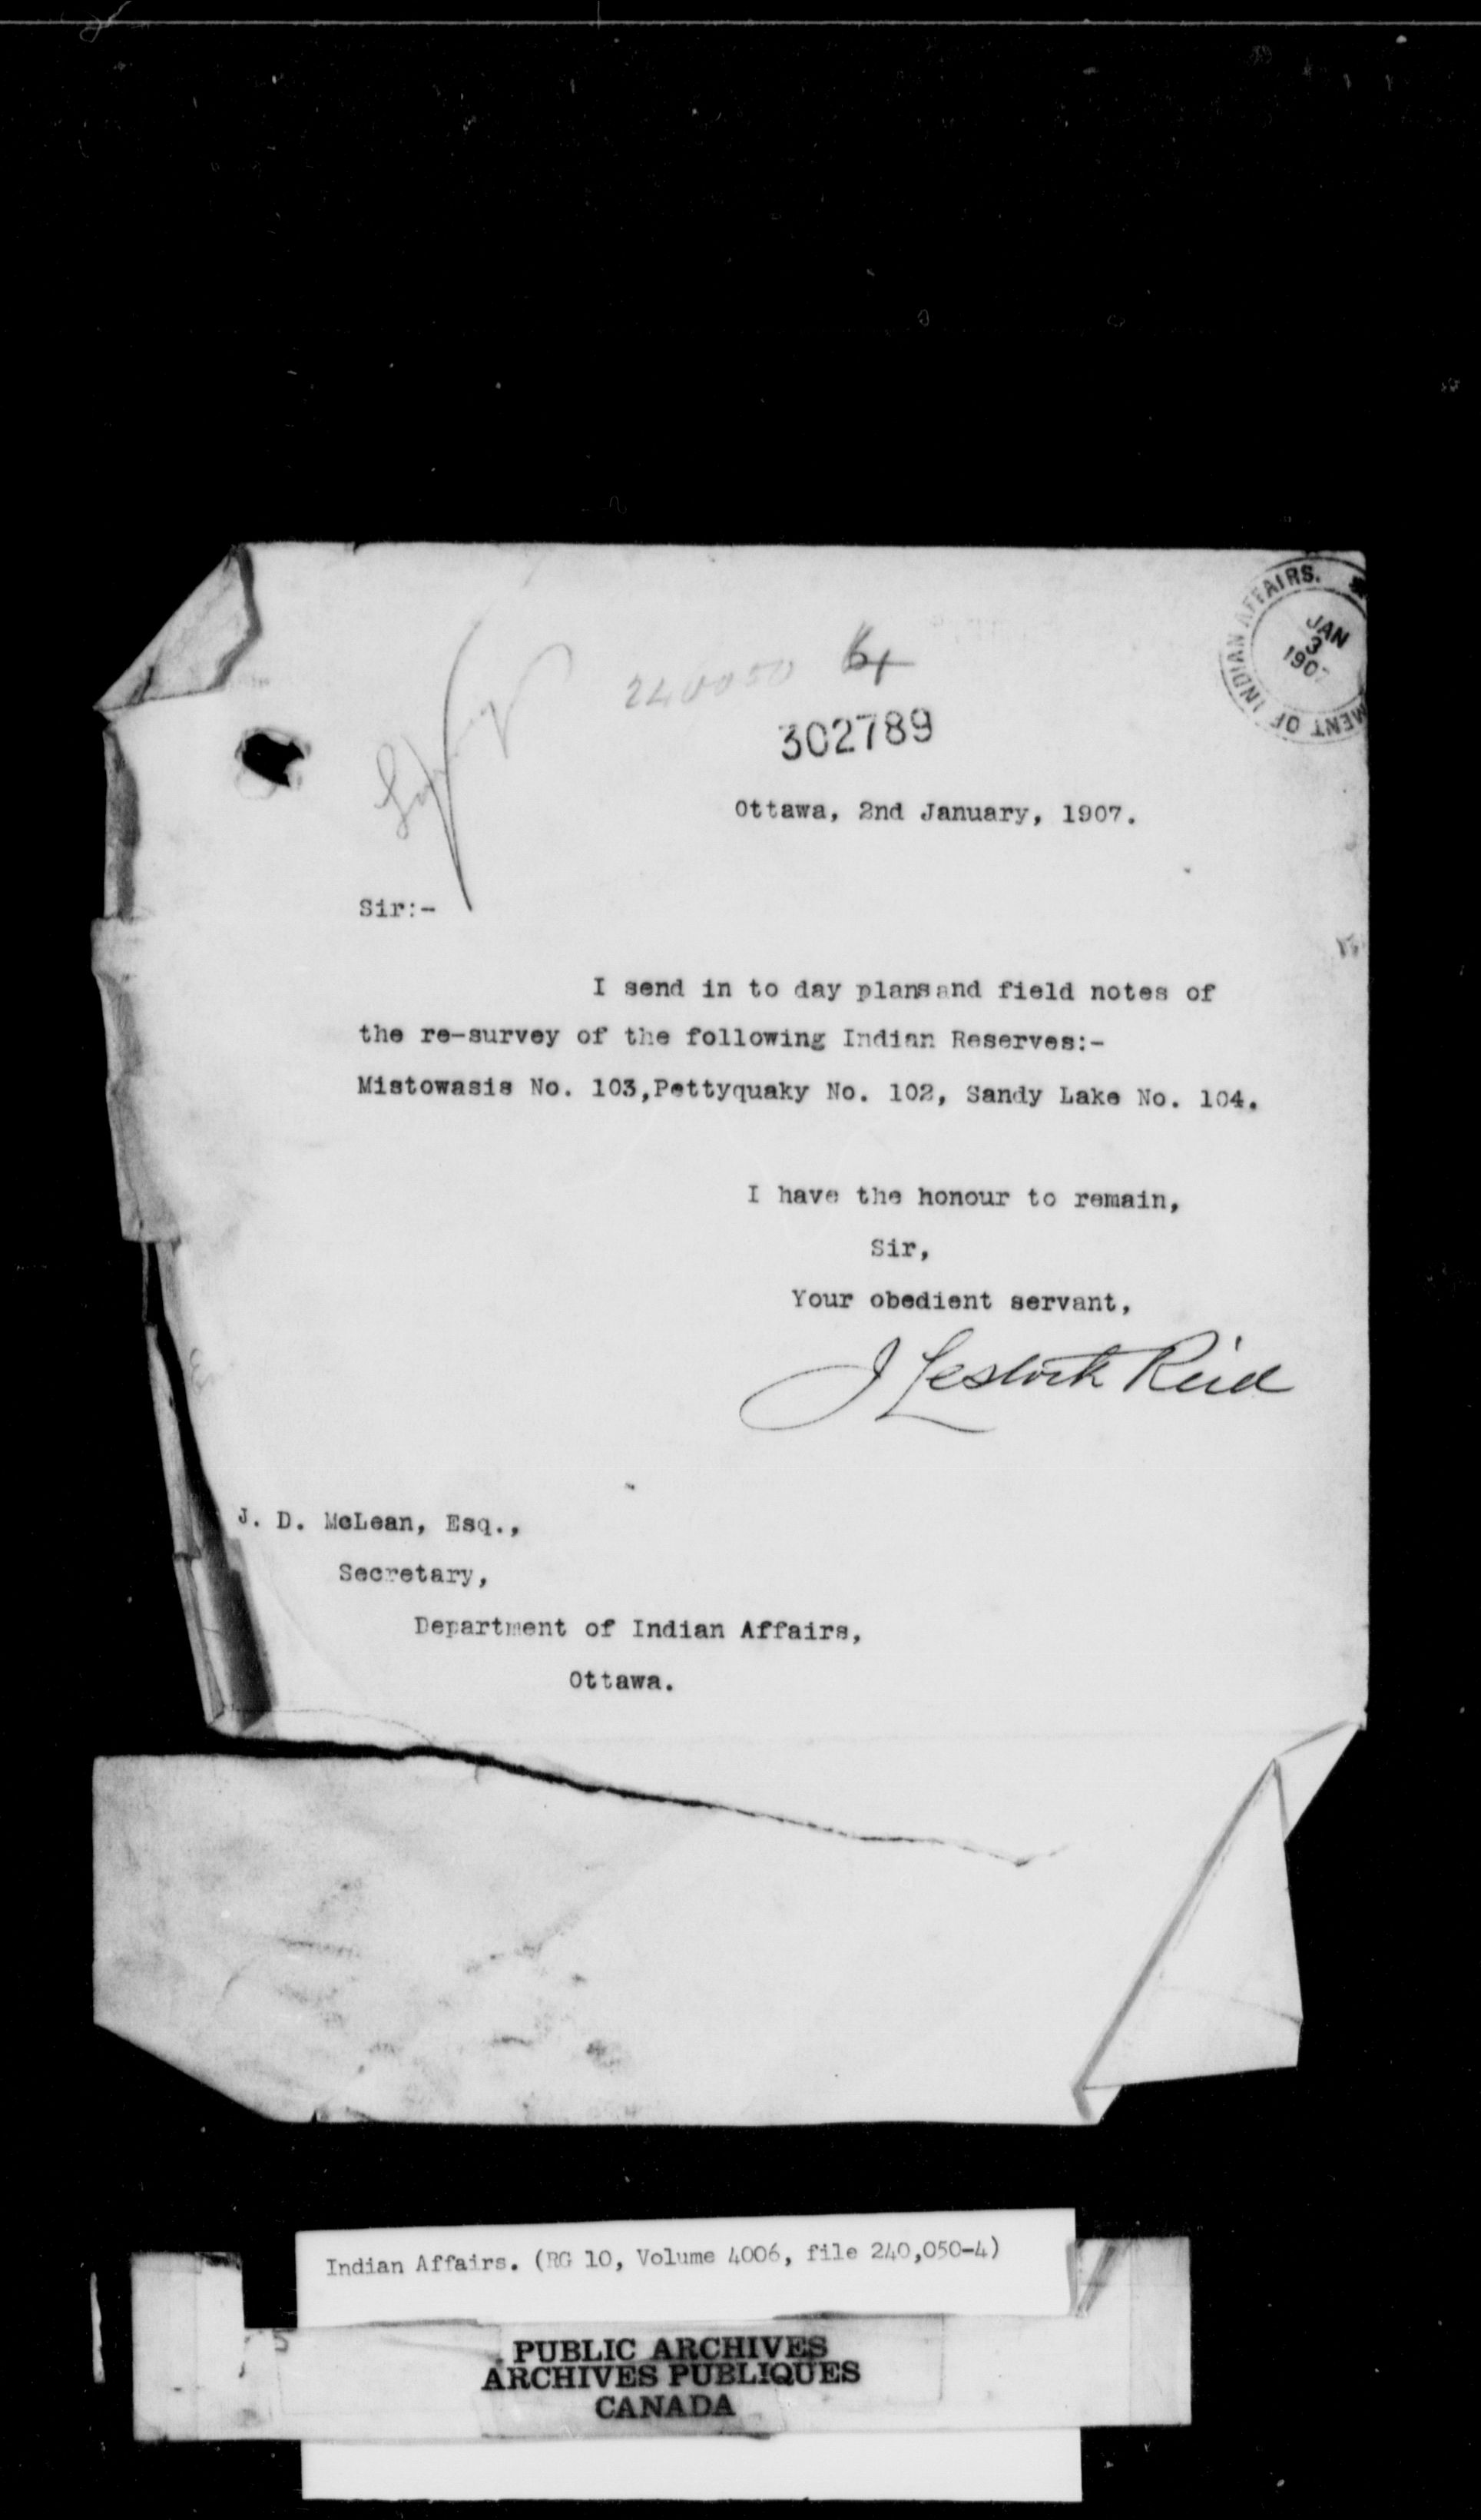 DEPARTMENT OF INDIAN AFFAIRS.
JAN
3
1907
240050
302789
Ottawa, 2nd January, 1907.
Sir:-
I send in to day plansand field notes of
the re-survey of the following Indian Reserves:-
Mistowasis No. 103,Pettyquaky No. 102, Sandy Lake No. 104.
I have the honour to remain,
Sir,
Your obedient servant,
J Lestock Reid
J. D. McLean, Esq.,
Secretary,
Department of Indian Affairs,
Ottawa.
Indian Affairs. (RG 10, Volume 4006, file 240,050-4)
PUBLIC ARCHIVES
ARCHIVES PUBLIQUES
CANADA